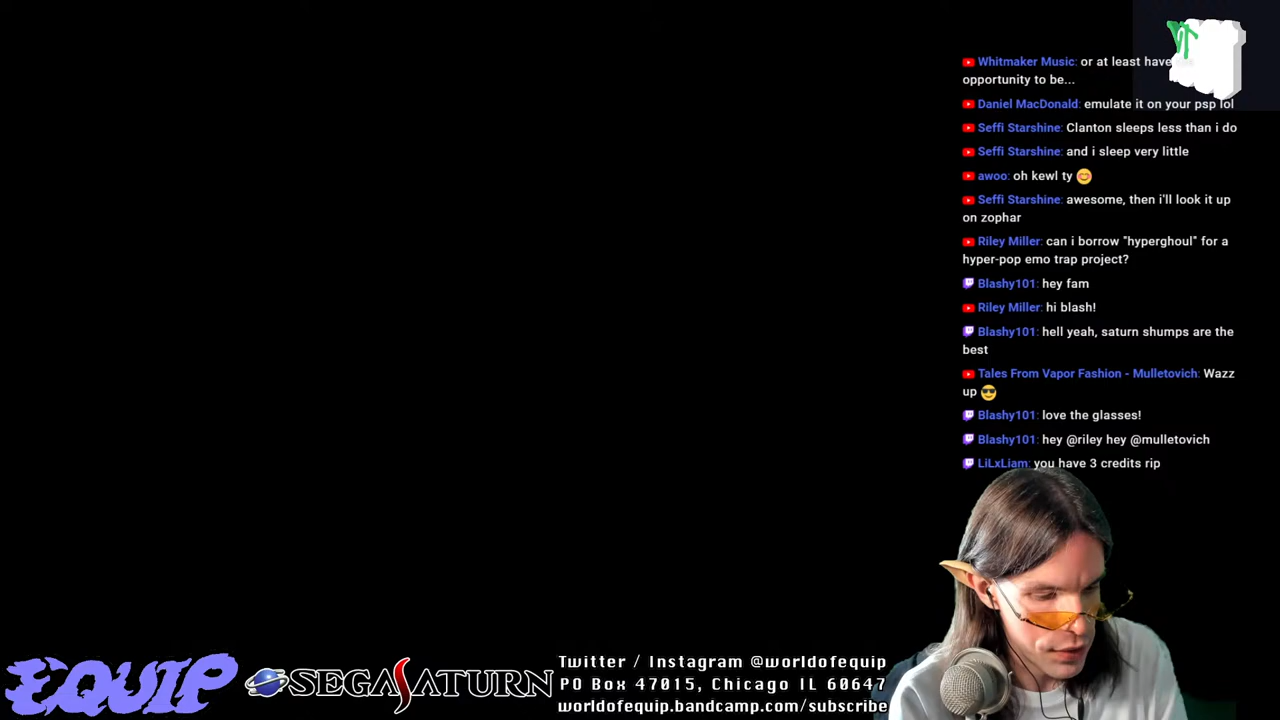 Whitmaker Music: or at least have
opportunity to be...
Daniel MacDonald: emulate it on your psp lol
Seffi Starshine: Clanton sleeps less than i do
Seffi Starshine: and i sleep very little
awoo: oh kewl ty 😊
Seffi Starshine: awesome, then i'll look it up
on zophar
Riley Miller: can i borrow "hyperghoul" for a
hyper-pop emo trap project?
Blashy101: hey fam
Riley Miller: hi blash!
Blashy101: hell yeah, saturn shumps are the
best
Tales From Vapor Fashion - Mulletovich: Wazz
up 😎
Blashy101: love the glasses!
Blashy101: hey @riley hey @mulletovich
LiLxLiam: you have 3 credits rip
EQUIP
SEGA SATURN
Twitter / Instagram @worldofequip
PO Box 47015, Chicago IL 60647
worldofequip.bandcamp.com/subscribe